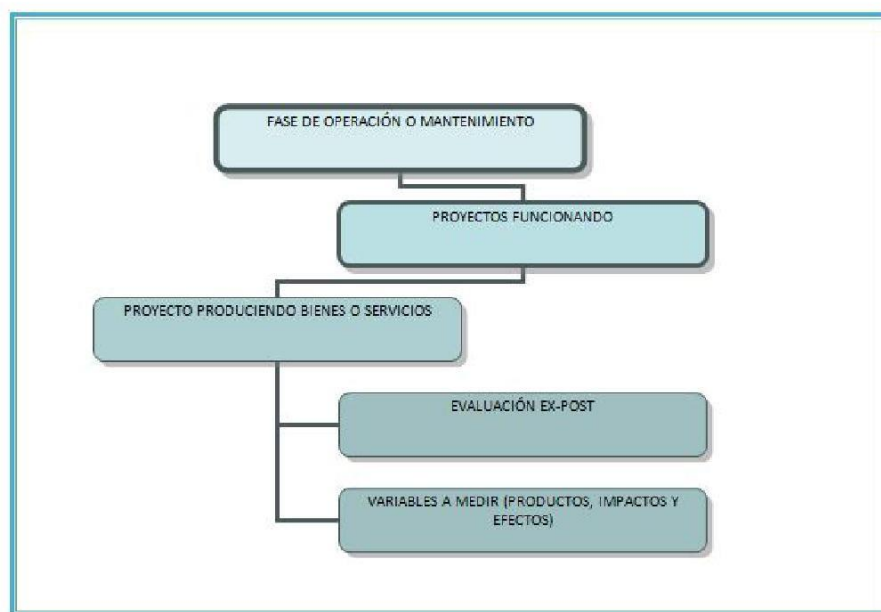 FASE DE OPERACIÓN O MANTENIMIENTO
PROYECTOS FUNCIONANDO
PROYECTO PRODUCIENDO BIENES O SERVICIOS
EVALUACIÓN EX-POST
VARIABLES A MEDIR (PRODUCTOS, IMPACTOS Y
EFECTOS)